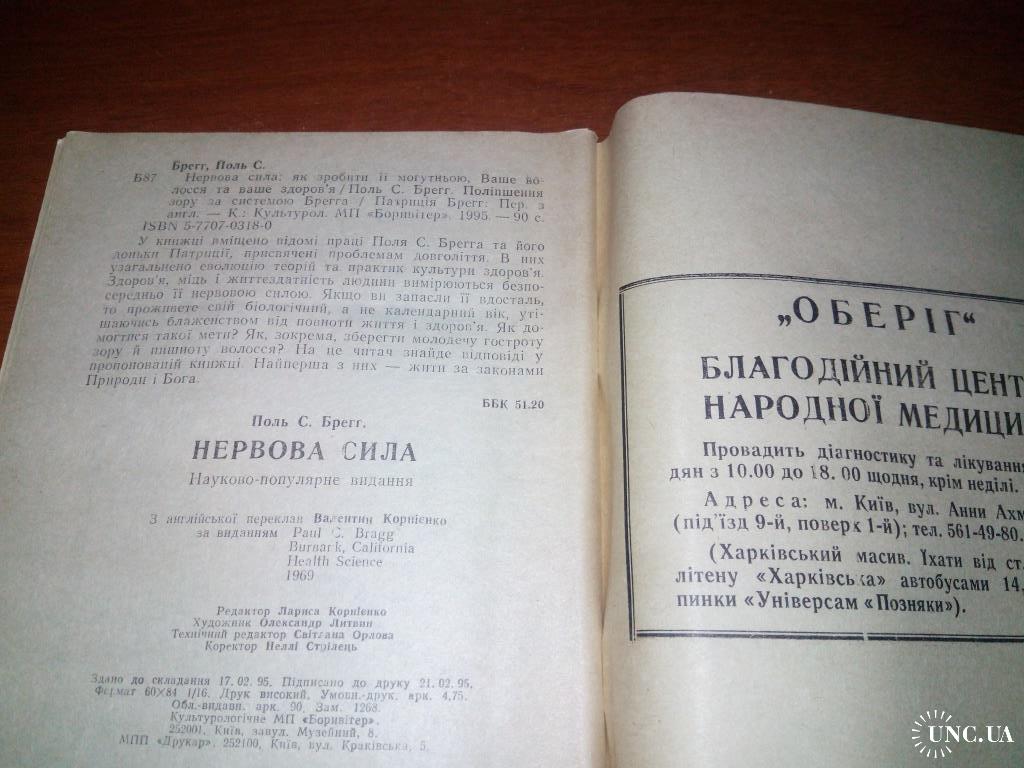 Брегг, Поль С.
Б87 Нервова сила: як зробити її могутньою. Ваше во-
лосся та ваше здоров'я / Поль С. Брегг. Поліпшення
зору за системою Брегга / Патриція Брегг: Пер. з
англ. — К.: Культурол. МП «Боривітер». 1995. — 90 с.
ISBN 5-7707-0318-0
У книжці вміщено відомі праці Поля С. Брегга та його
доньки Патриції, присвячені проблемам довголіття. В них
узагальнено еволюцію теорій та практик культури здоров'я.
Здоров'я, міць і життєздатність людини вимірюються безпо-
середньо її нервовою силою. Якщо ви запасли її вдосталь,
то проживете свій біологічний, а не календарний вік, уті-
шаючись блаженством від повноти життя і здоров'я. Як до-
могтися такої мети? Як, зокрема, зберегти молодечу гостроту
зору й пишноту волосся? На це читач знайде відповіді у
пропонованій книжці. Найперша з них — жити за законами
Природи і Бога.
ББК 51.20
Поль С. Брегг.
НЕРВОВА СИЛА
Науково-популярне видання
З англійської переклав Валентин Корнієнко
за виданням Paul C. Bragg
Burnark, California
Health Science
1969
Редактор Лариса Корнієнко
Художник Олександр Литвин
Технічний редактор Світлана Орлова
Коректор Неллі Стрілець
Здано до складання 17. 02. 95. Підписано до друку 21. 02. 95.
Формат 60×84 1/16. Друк високий. Умовн.-друк. арк. 4,75.
Обл.-видавн. арк. 90. Зам. 1268.
Культурологічне МП «Боривітер».
252001, Київ, завул. Музейний, 8.
МПП «Друкар». 252100, Київ, вул. Краківська, 5.
„ОБЕРІГ“
БЛАГОДІЙНИЙ ЦЕНТ
НАРОДНОЇ МЕДИЦИ
Провадить діагностику та лікуванн
дян з 10.00 до 18.00 щодня, крім неділі.
Адреса: м. Київ, вул. Анни Ахм
(під'їзд 9-й, поверх 1-й); тел. 561-49-80.
(Харківський масив. Їхати від ст.
літену «Харківська» автобусами 14,
пинки «Універсам «Позняки»).
UNC.UA